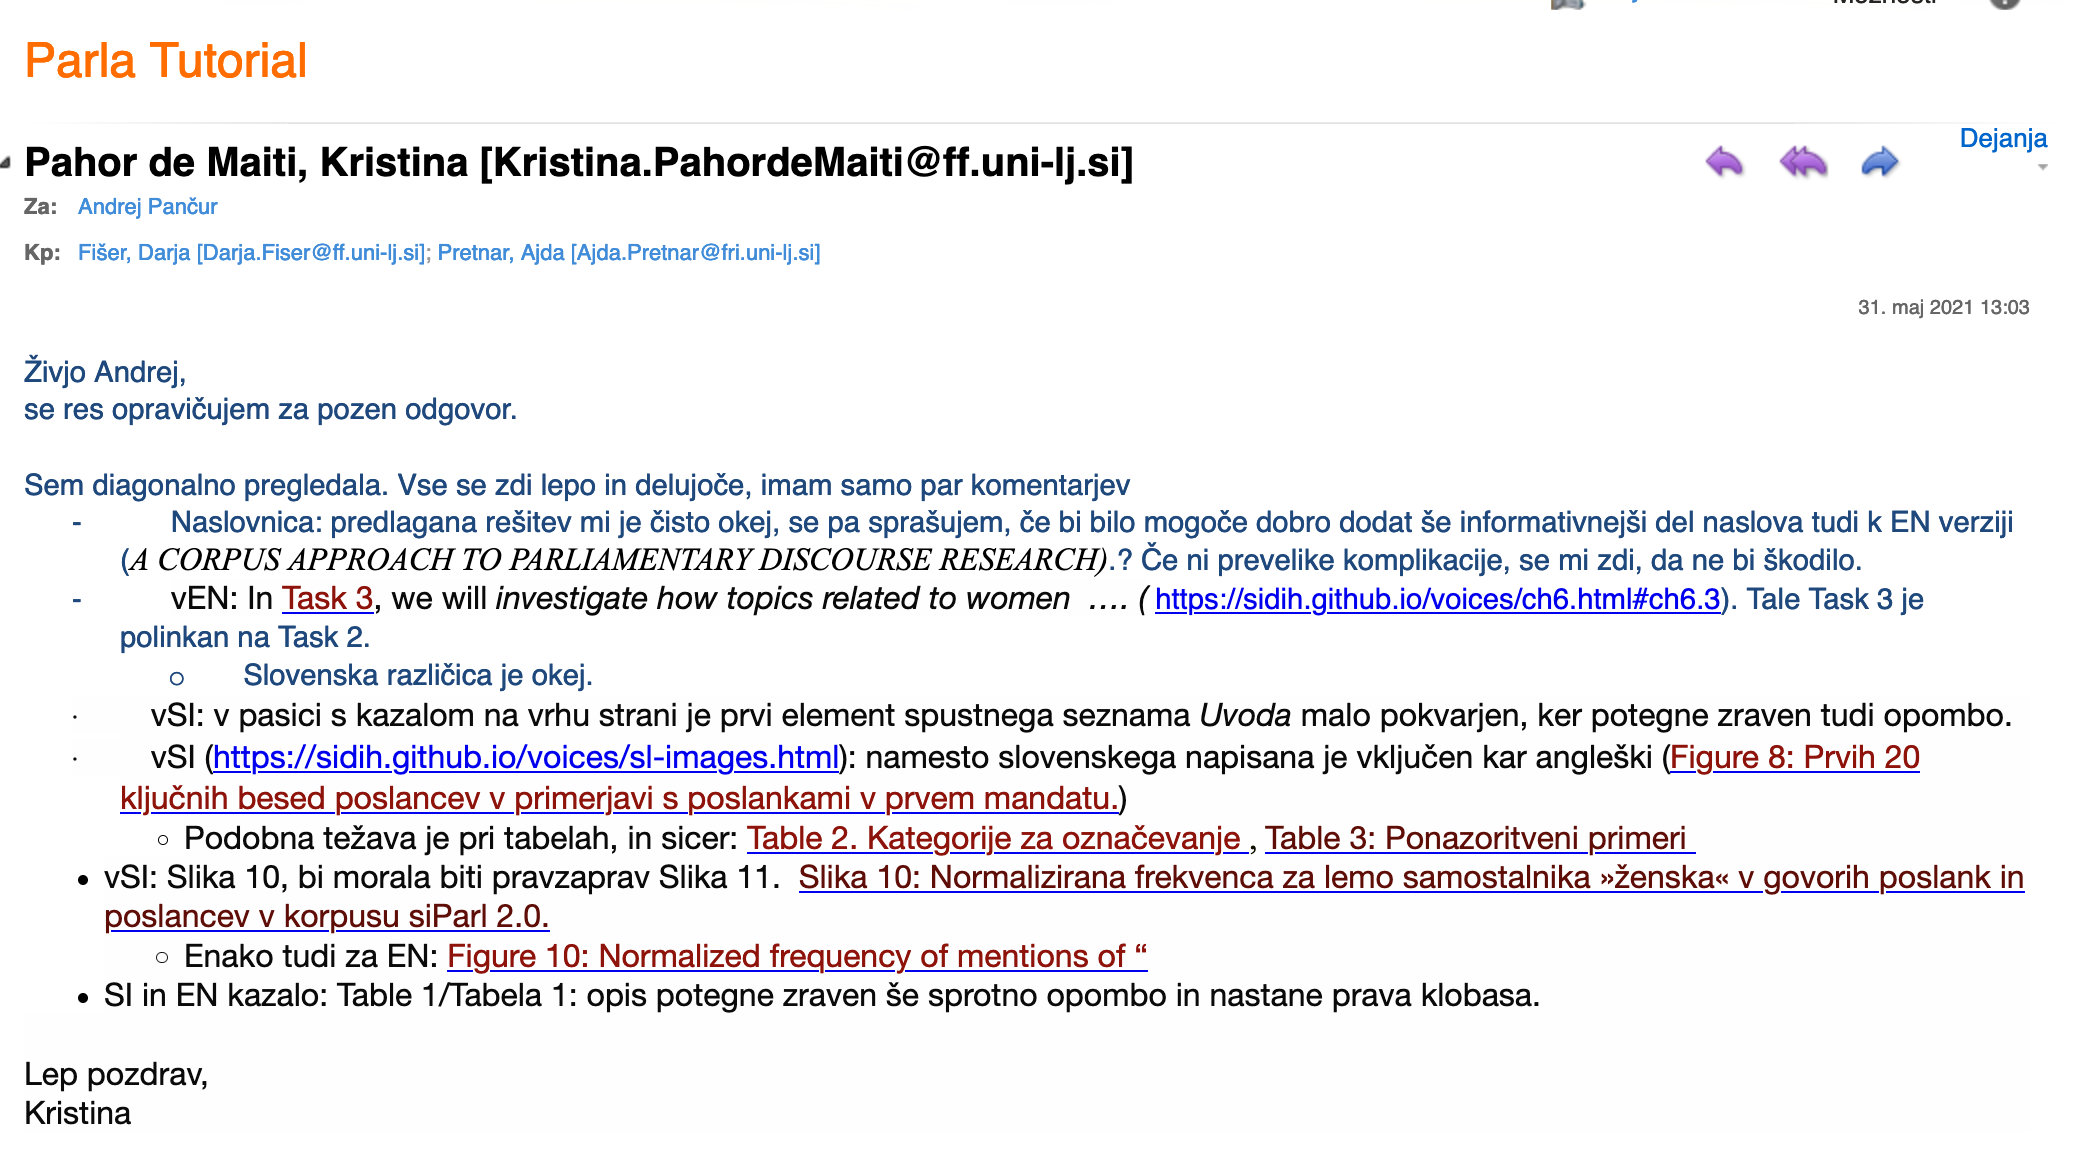 Parla Tutorial
Dejanja
Pahor de Maiti, Kristina [Kristina.PahordeMaiti@ff.uni-lj.si]
Za: Andrej Pančur
Kp: Fišer, Darja [Darja.Fiser@ff.uni-lj.si]; Pretnar, Ajda [Ajda.Pretnar@fri.uni-lj.si]
31. maj 2021 13:03
Živjo Andrej,
se res opravičujem za pozen odgovor.
Sem diagonalno pregledala. Vse se zdi lepo in delujoče, imam samo par komentarjev
- Naslovnica: predlagana rešitev mi je čisto okej, se pa sprašujem, če bi bilo mogoče dobro dodat še informativnejši del naslova tudi k EN verziji
(A CORPUS APPROACH TO PARLIAMENTARY DISCOURSE RESEARCH).? Če ni prevelike komplikacije, se mi zdi, da ne bi škodilo.
- vEN: In Task 3, we will investigate how topics related to women …. ( https://sidih.github.io/voices/ch6.html#ch6.3). Tale Task 3 je
polinkan na Task 2.
o Slovenska različica je okej.
· vSI: v pasici s kazalom na vrhu strani je prvi element spustnega seznama Uvoda malo pokvarjen, ker potegne zraven tudi opombo.
· vSI (https://sidih.github.io/voices/sl-images.html): namesto slovenskega napisana je vključen kar angleški (Figure 8: Prvih 20
ključnih besed poslancev v primerjavi s poslankami v prvem mandatu.)
○ Podobna težava je pri tabelah, in sicer: Table 2. Kategorije za označevanje , Table 3: Ponazoritveni primeri
• vSI: Slika 10, bi morala biti pravzaprav Slika 11. Slika 10: Normalizirana frekvenca za lemo samostalnika »ženska« v govorih poslank in
poslancev v korpusu siParl 2.0.
○ Enako tudi za EN: Figure 10: Normalized frequency of mentions of “
• SI in EN kazalo: Table 1/Tabela 1: opis potegne zraven še sprotno opombo in nastane prava klobasa.
Lep pozdrav,
Kristina